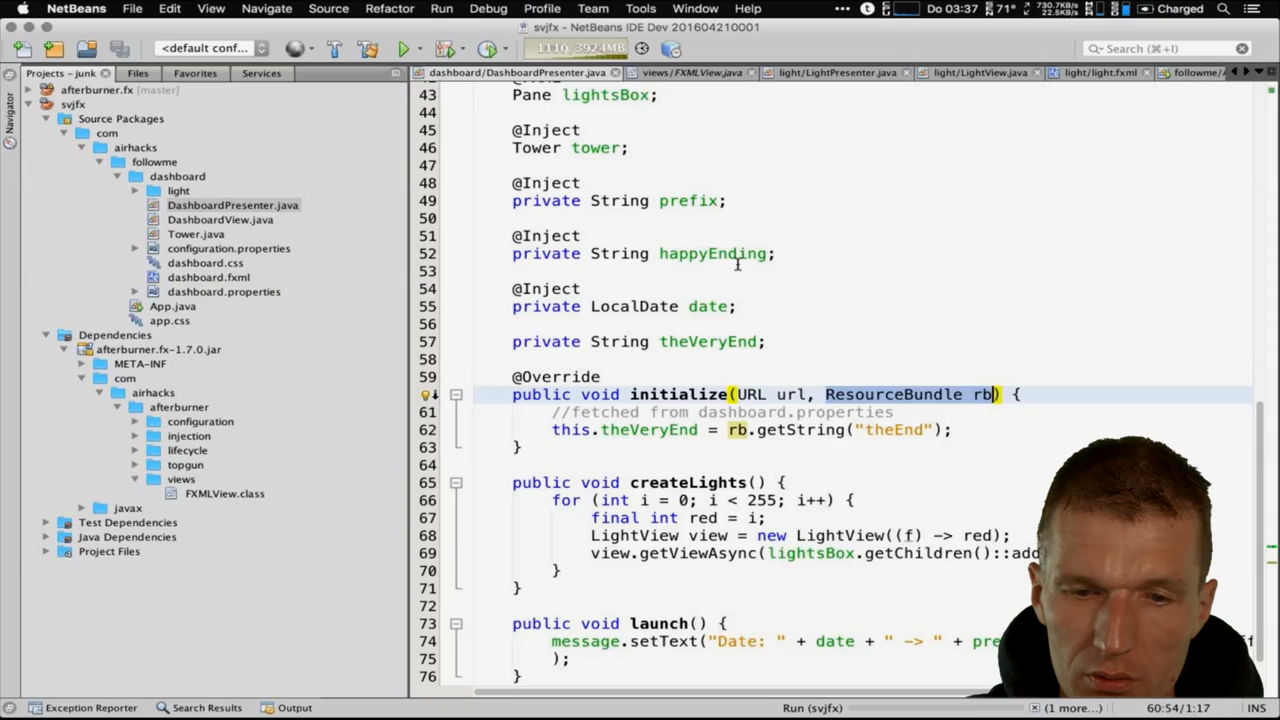 NetBeans File Edit View Navigate Source Refactor Run Debug Profile Team Tools Window Help ••• 71° 730.7KB/s 22.5KB/s Charged Do 03:37
svjfx - NetBeans IDE Dev 201604210001
<default conf... 1110/3924MB Search (⌘+I)
Projects - junk Files Favorites Services
dashboard/DashboardPresenter.java views/FXMLView.java light/LightPresenter.java light/LightView.java light/light.fxml followme/
Navigator
afterburner.fx [master]
svjfx
Source Packages
com
airhacks
followme
dashboard
light
DashboardPresenter.java
DashboardView.java
Tower.java
configuration.properties
dashboard.css
dashboard.fxml
dashboard.properties
App.java
app.css
Dependencies
afterburner.fx-1.7.0.jar
META-INF
com
airhacks
afterburner
configuration
injection
lifecycle
topgun
views
FXMLView.class
javax
Test Dependencies
Java Dependencies
Project Files
43 Pane lightsBox;
44
45 @Inject
46 Tower tower;
47
48 @Inject
49 private String prefix;
50
51 @Inject
52 private String happyEnding;
53
54 @Inject
55 private LocalDate date;
56
57 private String theVeryEnd;
58
59 @Override
public void initialize(URL url, ResourceBundle rb) {
61 //fetched from dashboard.properties
62 this.theVeryEnd = rb.getString("theEnd");
63 }
64
65 public void createLights() {
66 for (int i = 0; i < 255; i++) {
67 final int red = i;
68 LightView view = new LightView((f) -> red);
69 view.getViewAsync(lightsBox.getChildren()::add
70 }
71 }
72
73 public void launch() {
74 message.setText("Date: " + date + " -> " + pre
75 );
76 }
Exception Reporter Search Results Output Run (svjfx) (1 more...) 60:54/1:17 INS